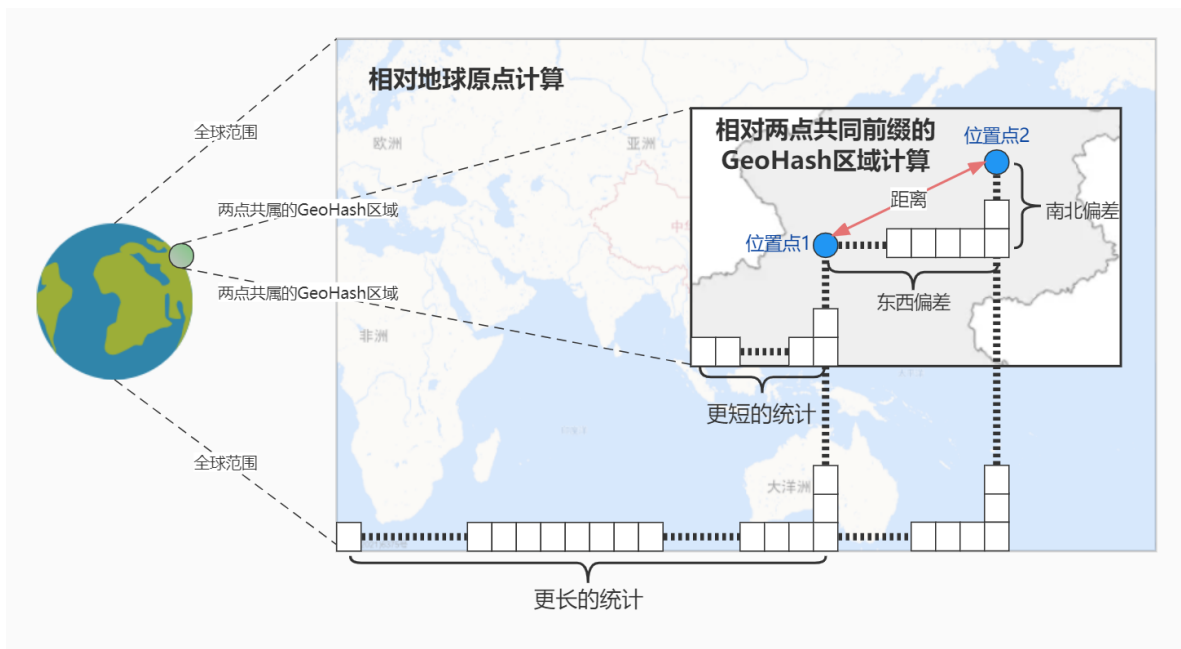 相对地球原点计算
全球范围
欧洲
亚洲
相对两点共同前缀的
GeoHash区域计算
位置点2
距离
两点共属的GeoHash区域
南北偏差
位置点1
两点共属的GeoHash区域
东西偏差
非洲
更短的统计
全球范围
大洋洲
更长的统计